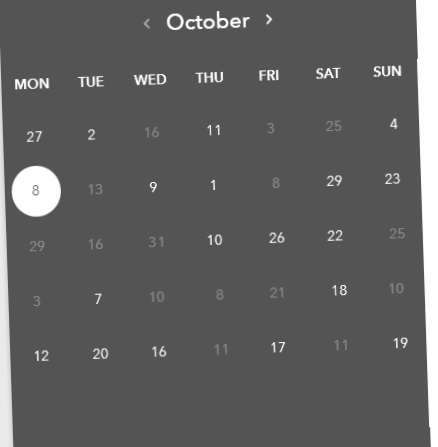 ‹ October ›
MON TUE WED THU FRI SAT SUN
27 2 16 11 3 25 4
8 13 9 1 8 29 23
29 16 31 10 26 22 25
3 7 10 8 21 18 10
12 20 16 11 17 11 19